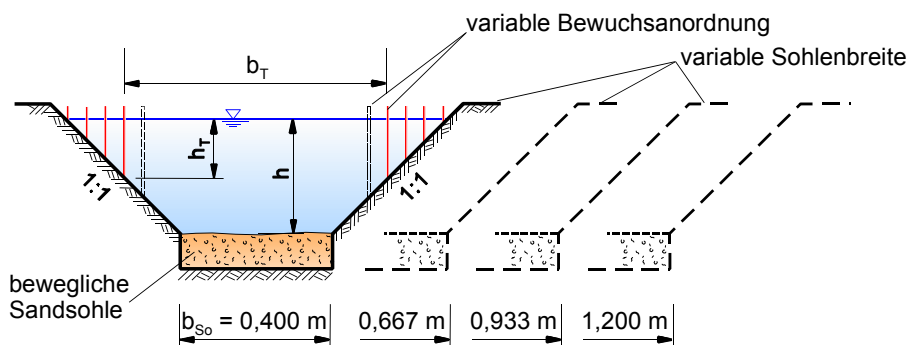 variable Bewuchsanordnung
variable Sohlenbreite
b_T
h_T
h
1:1
1:1
bewegliche
Sandsohle
b_So = 0,400 m
0,667 m
0,933 m
1,200 m